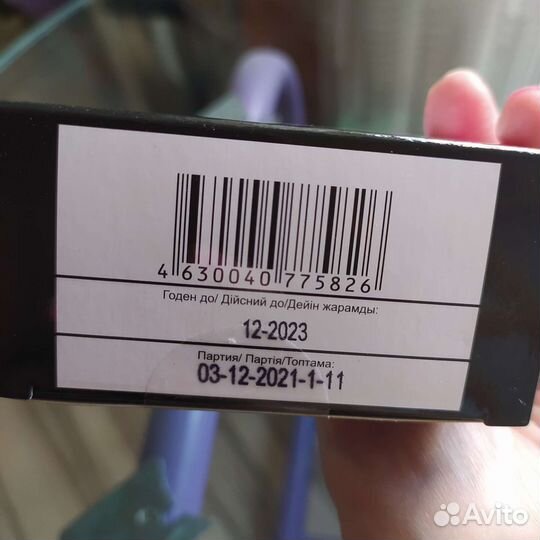 4 630040 775826
Годен до/ Дійсний до/Дейін жарамды:
12-2023
Партия/ Партія/Топтама:
03-12-2021-1-11
Avito